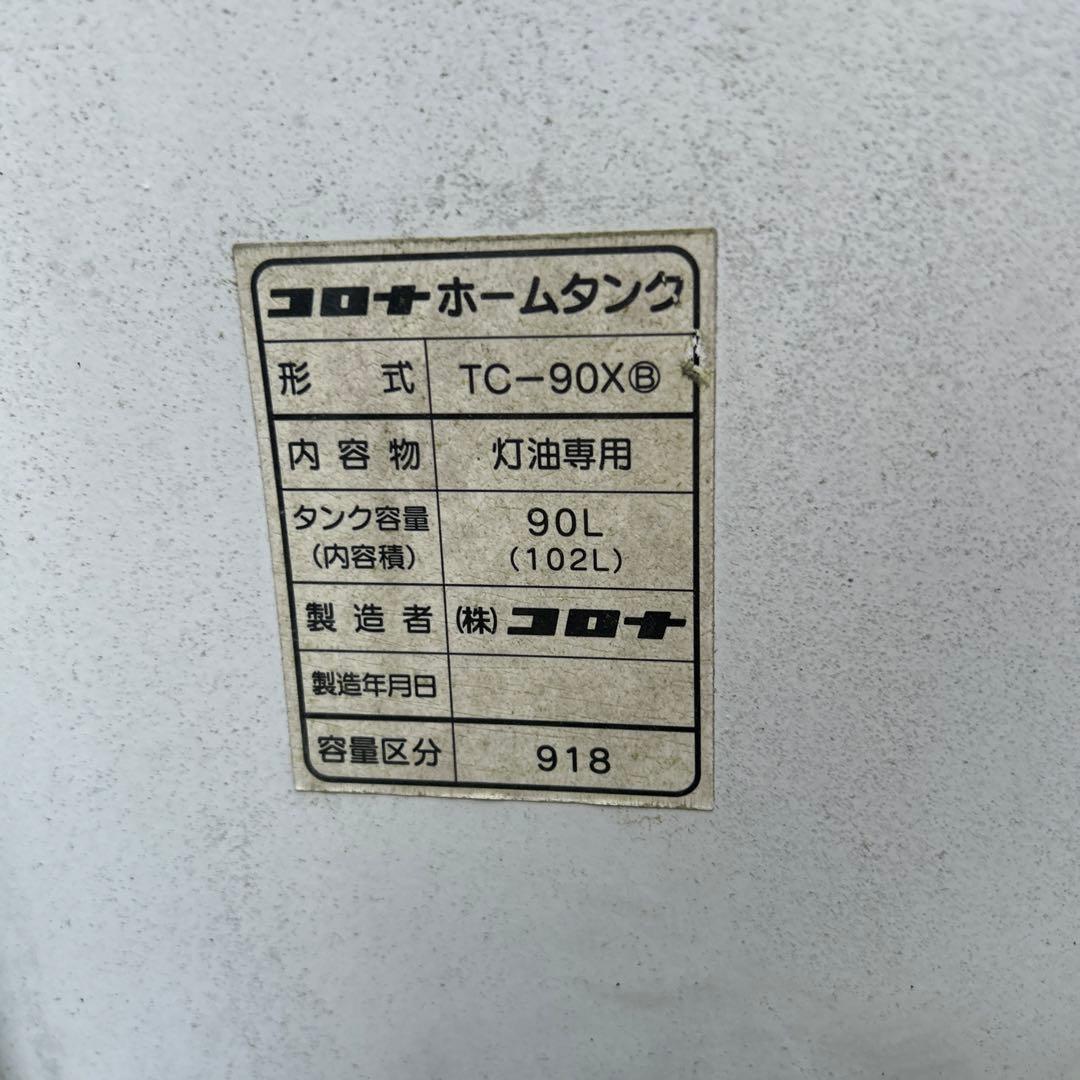 コロナホームタンク
形式 TC-90XⒷ
内容物 灯油専用
タンク容量 90L
(内容積) (102L)
製造者 (株)コロナ
製造年月日
容量区分 918